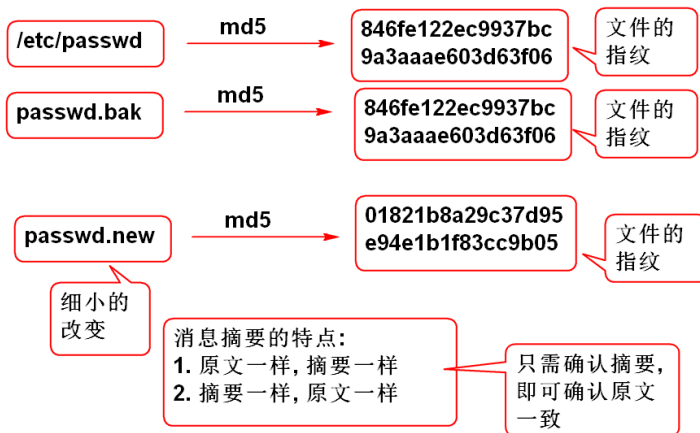 /etc/passwd
md5
846fe122ec9937bc
9a3aaae603d63f06
文件的
指纹
passwd.bak
md5
846fe122ec9937bc
9a3aaae603d63f06
文件的
指纹
passwd.new
md5
01821b8a29c37d95
e94e1b1f83cc9b05
文件的
指纹
细小的
改变
消息摘要的特点:
1. 原文一样, 摘要一样
2. 摘要一样, 原文一样
只需确认摘要,
即可确认原文
一致